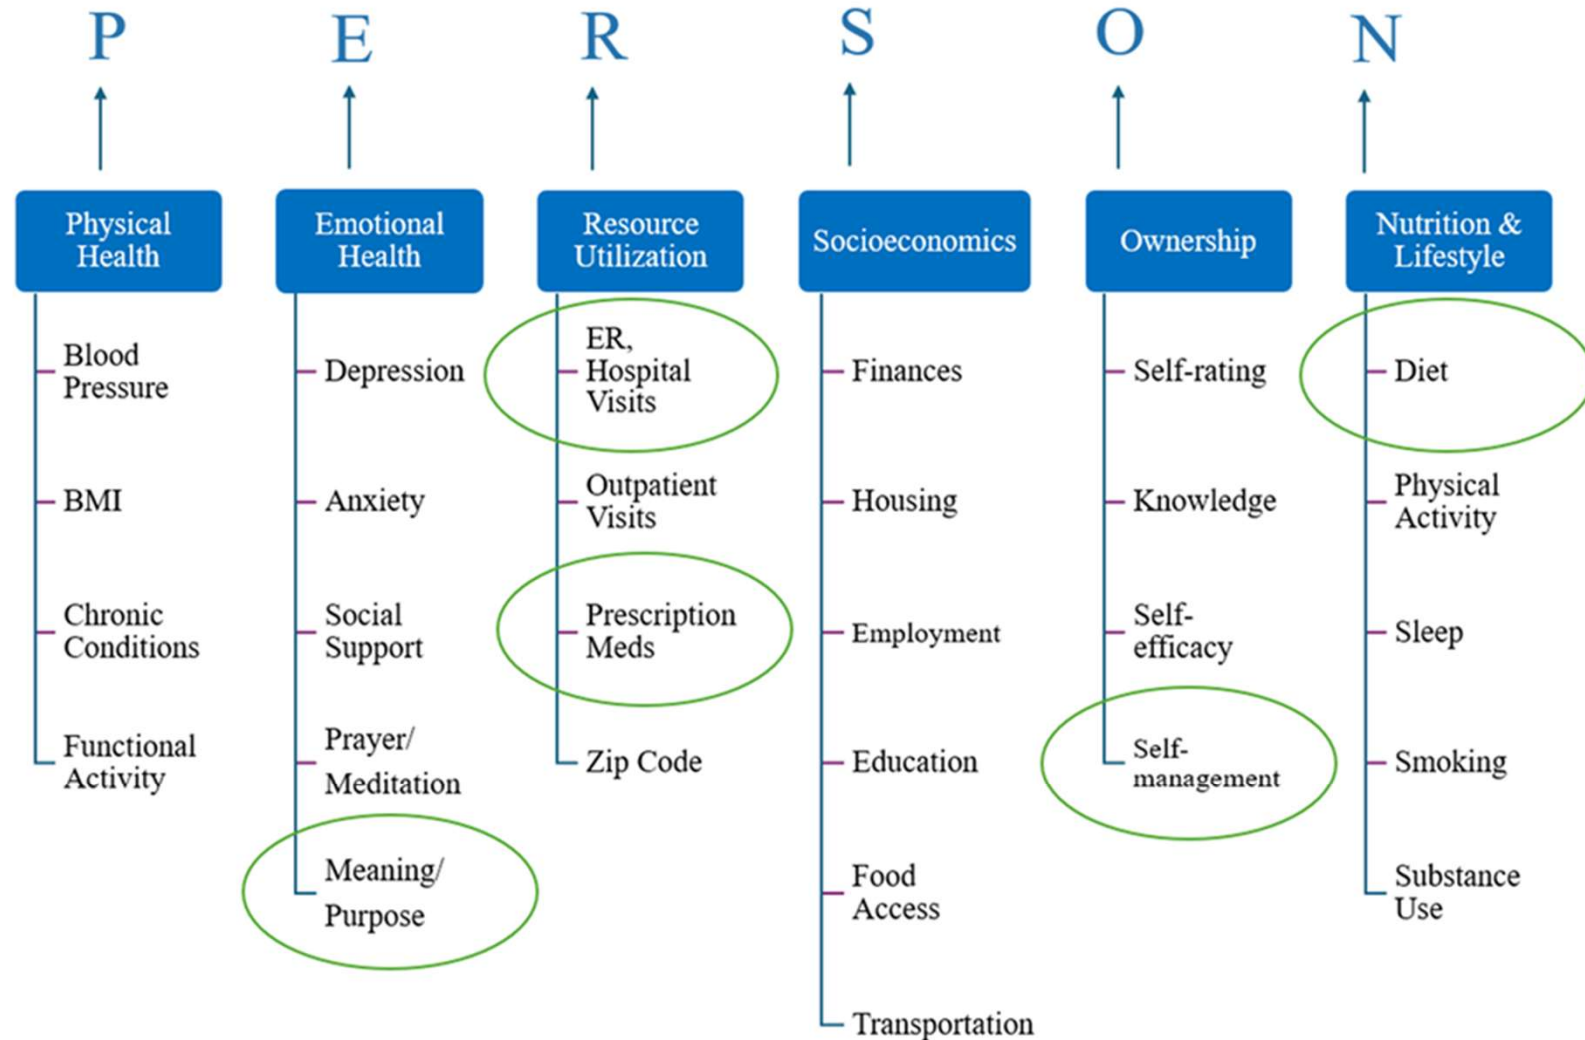 P
E
R
S
O
N
Physical
Health
Emotional
Health
Resource
Utilization
Socioeconomics
Ownership
Nutrition &
Lifestyle
Blood
Pressure
BMI
Chronic
Conditions
Functional
Activity
Depression
Anxiety
Social
Support
Prayer/
Meditation
Meaning/
Purpose
ER,
Hospital
Visits
Outpatient
Visits
Prescription
Meds
Zip Code
Finances
Housing
Employment
Education
Food
Access
Transportation
Self-rating
Knowledge
Self-
efficacy
Self-
management
Diet
Physical
Activity
Sleep
Smoking
Substance
Use